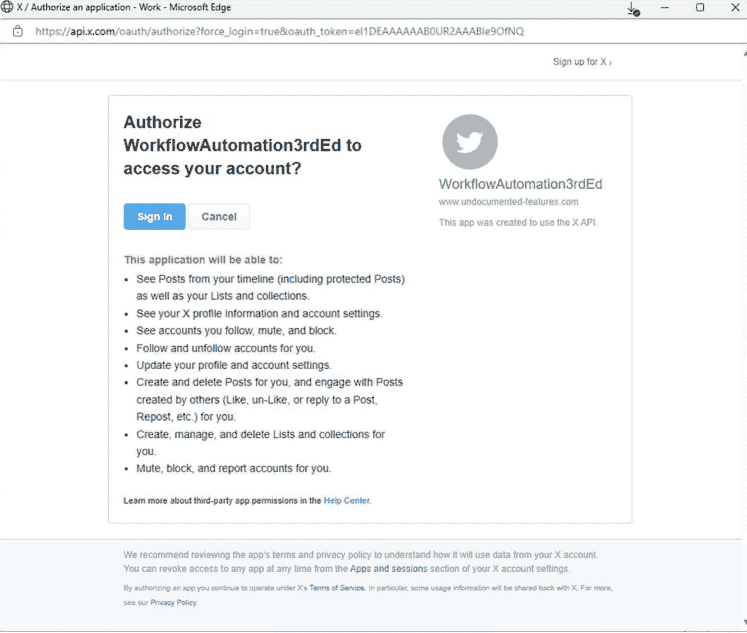 X / Authorize an application - Work - Microsoft Edge
https://api.x.com/oauth/authorize?force_login=true&oauth_token=el1DEAAAAAAB0UR2AAABle9OfNQ
Sign up for X ›
Authorize
WorkflowAutomation3rdEd to
access your account?
Sign In
Cancel
WorkflowAutomation3rdEd
www.undocumented-features.com
This app was created to use the X API.
This application will be able to:
• See Posts from your timeline (including protected Posts)
as well as your Lists and collections.
• See your X profile information and account settings.
• See accounts you follow, mute, and block.
• Follow and unfollow accounts for you.
• Update your profile and account settings.
• Create and delete Posts for you, and engage with Posts
created by others (Like, un-Like, or reply to a Post,
Repost, etc.) for you.
• Create, manage, and delete Lists and collections for
you.
• Mute, block, and report accounts for you.
Learn more about third-party app permissions in the Help Center.
We recommend reviewing the app's terms and privacy policy to understand how it will use data from your X account.
You can revoke access to any app at any time from the Apps and sessions section of your X account settings.
By authorizing an app you continue to operate under X's Terms of Service. In particular, some usage information will be shared back with X. For more,
see our Privacy Policy.